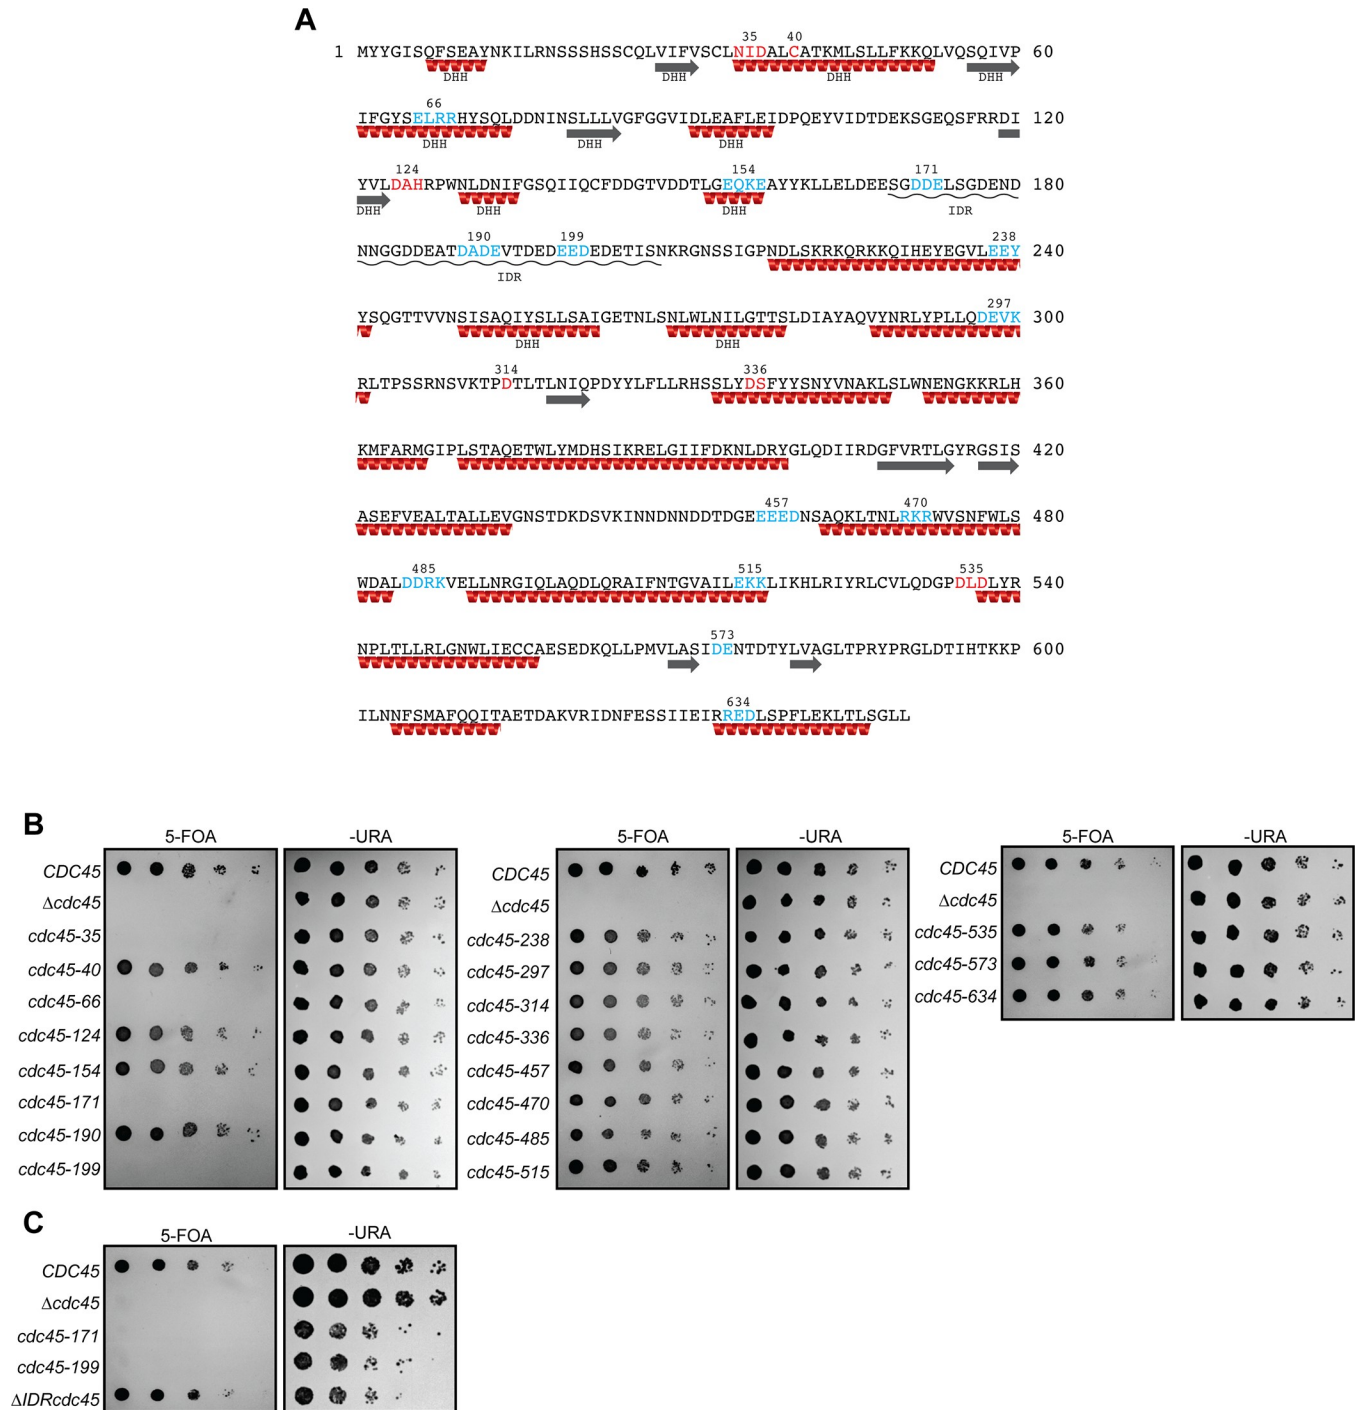 A
35 40
1 MYYGISQFSEAYNKILRNSSSHSSCQLVIFVSCLNIDALCATKMLSLLFKKQLVQSQIVP 60
DHH DHH DHH DHH
66
IFGYSELRRHYSQLDDNINSLLLVGFGGVIDLEAFLEIDPQEYVIDTDEKSGEQSFRRDI 120
DHH DHH DHH
124 154 171
YVLDAHRPWNLDNIFGSQIIQCFDDGTVDDTLGEQKEAYYKLLELDEESGDDELSGDEND 180
DHH DHH DHH IDR
190 199 238
NNGGDDEATDADEVTDEDEEDEDETISNKRGNSSIGPNDLSKRKQRKKQIHEYEGVLEEY 240
IDR
297
YSQGTTVVNSISAQIYSLLSAIGETNLSNLWLNILGTTSLDIAYAQVYNRLYPLLQDEVK 300
DHH DHH
314 336
RLTPSSRNSVKTPDTLTLNIQPDYYLFLLRHSSLYDSFYYSNYVNAKLSLWNENGKKRLH 360
KMFARMGIPLSTAQETWLYMDHSIKRELGIIFDKNLDRYGLQDIIRDGFVRTLGYRGSIS 420
457 470
ASEFVEALTALLEVGNSTDKDSVKINNDNNDDTDGEEEEDNSAQKLTNLRKRWVSNFWLS 480
485 515 535
WDALDDRKVELLNRGIQLAQDLQRAIFNTGVAILEKKLIKHLRIYRLCVLQDGPDLDLYR 540
573
NPLTLLRLGNWLIECCAESEDKQLLPMVLASIDENTDTYLVAGLTPRYPRGLDTIHTKKP 600
634
ILNNFSMAFQQITAETDAKVRIDNFESSIIEIRREDLSPFLEKLTLSGLL
B
5-FOA -URA
CDC45
Δcdc45
cdc45-35
cdc45-40
cdc45-66
cdc45-124
cdc45-154
cdc45-171
cdc45-190
cdc45-199
5-FOA -URA
CDC45
Δcdc45
cdc45-238
cdc45-297
cdc45-314
cdc45-336
cdc45-457
cdc45-470
cdc45-485
cdc45-515
5-FOA -URA
CDC45
Δcdc45
cdc45-535
cdc45-573
cdc45-634
C
5-FOA -URA
CDC45
Δcdc45
cdc45-171
cdc45-199
ΔIDRcdc45